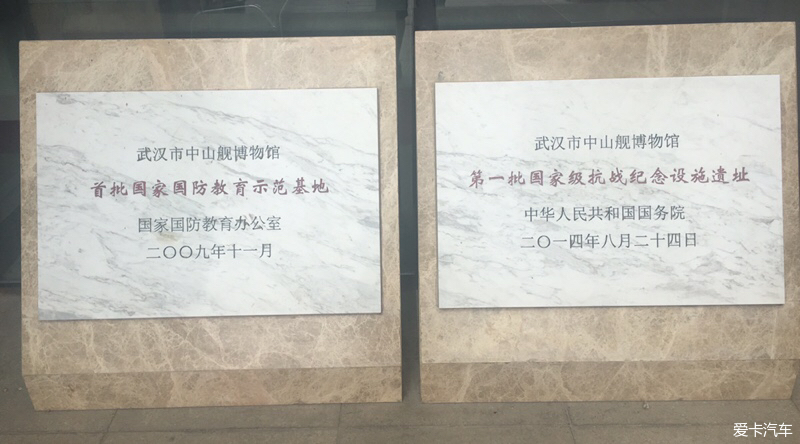 武汉市中山舰博物馆
首批国家国防教育示范基地
国家国防教育办公室
二〇〇九年十一月
武汉市中山舰博物馆
第一批国家级抗战纪念设施遗址
中华人民共和国国务院
二〇一四年八月二十四日
爱卡汽车